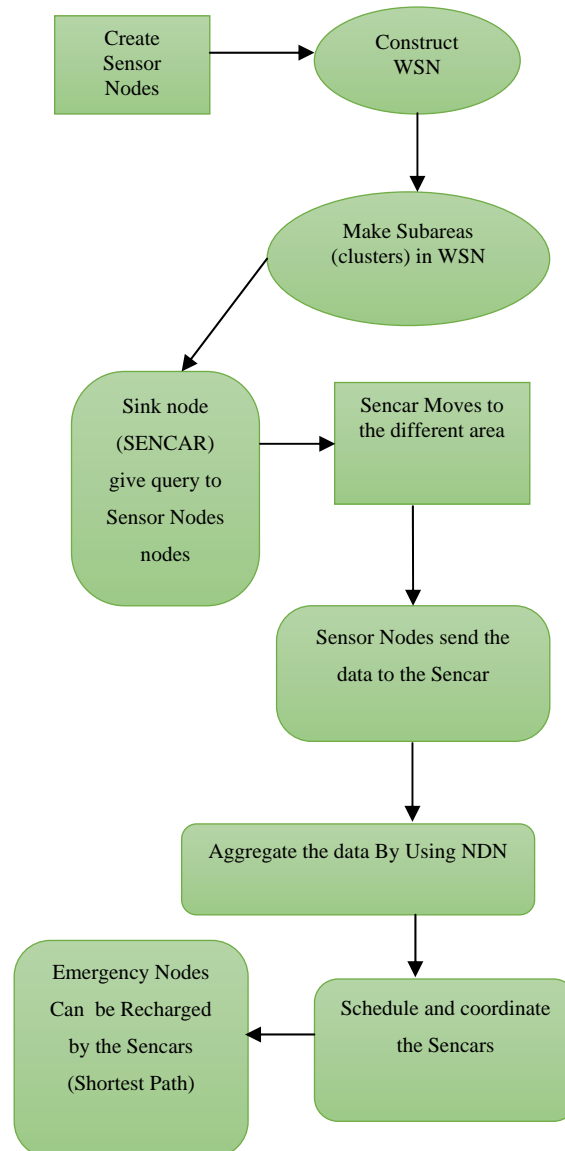 Create
Sensor
Nodes
Construct
WSN
Make Subareas
(clusters) in WSN
Sink node
(SENCAR)
give query to
Sensor Nodes
nodes
Sencar Moves to
the different area
Sensor Nodes send the
data to the Sencar
Aggregate the data By Using NDN
Schedule and coordinate
the Sencars
Emergency Nodes
Can be Recharged
by the Sencars
(Shortest Path)